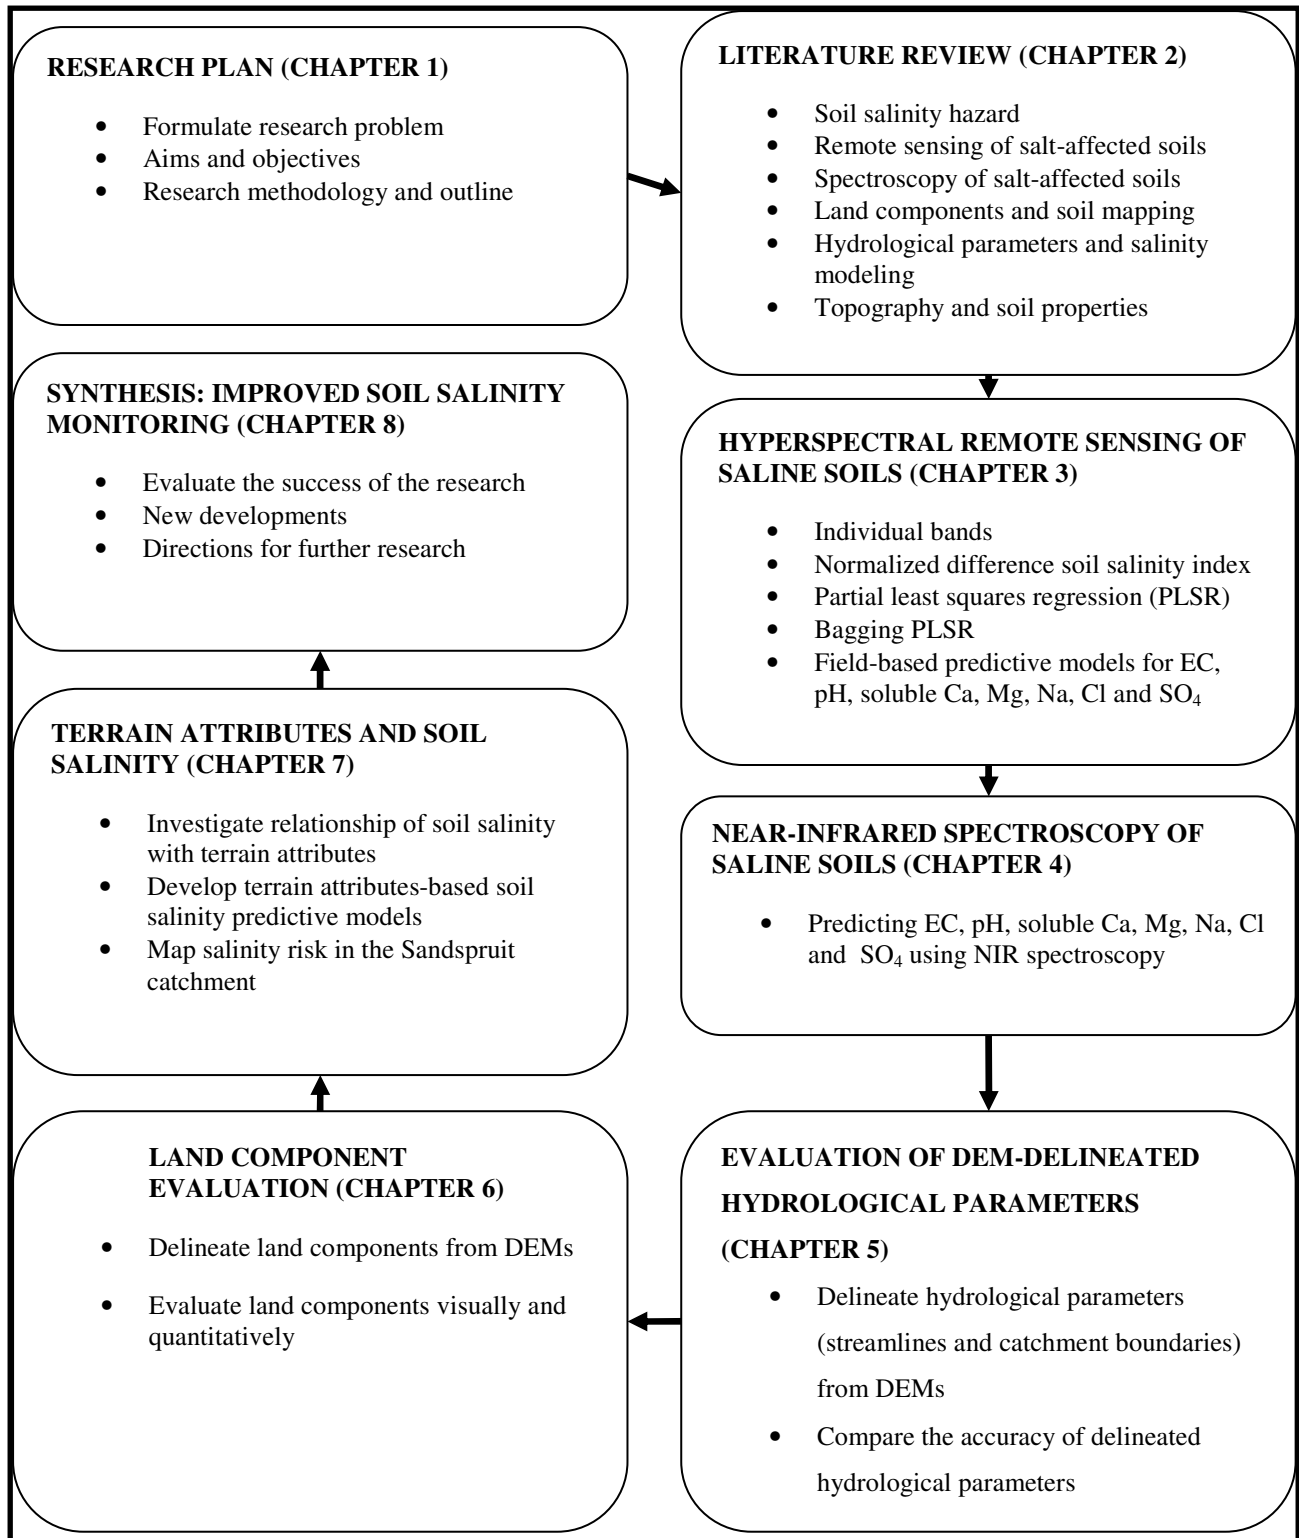 RESEARCH PLAN (CHAPTER 1)
• Formulate research problem
• Aims and objectives
• Research methodology and outline
LITERATURE REVIEW (CHAPTER 2)
• Soil salinity hazard
• Remote sensing of salt-affected soils
• Spectroscopy of salt-affected soils
• Land components and soil mapping
• Hydrological parameters and salinity
modeling
• Topography and soil properties
HYPERSPECTRAL REMOTE SENSING OF
SALINE SOILS (CHAPTER 3)
• Individual bands
• Normalized difference soil salinity index
• Partial least squares regression (PLSR)
• Bagging PLSR
• Field-based predictive models for EC,
pH, soluble Ca, Mg, Na, Cl and SO₄
NEAR-INFRARED SPECTROSCOPY OF
SALINE SOILS (CHAPTER 4)
• Predicting EC, pH, soluble Ca, Mg, Na, Cl
and SO₄ using NIR spectroscopy
EVALUATION OF DEM-DELINEATED
HYDROLOGICAL PARAMETERS
(CHAPTER 5)
• Delineate hydrological parameters
(streamlines and catchment boundaries)
from DEMs
• Compare the accuracy of delineated
hydrological parameters
LAND COMPONENT
EVALUATION (CHAPTER 6)
• Delineate land components from DEMs
• Evaluate land components visually and
quantitatively
TERRAIN ATTRIBUTES AND SOIL
SALINITY (CHAPTER 7)
• Investigate relationship of soil salinity
with terrain attributes
• Develop terrain attributes-based soil
salinity predictive models
• Map salinity risk in the Sandspruit
catchment
SYNTHESIS: IMPROVED SOIL SALINITY
MONITORING (CHAPTER 8)
• Evaluate the success of the research
• New developments
• Directions for further research